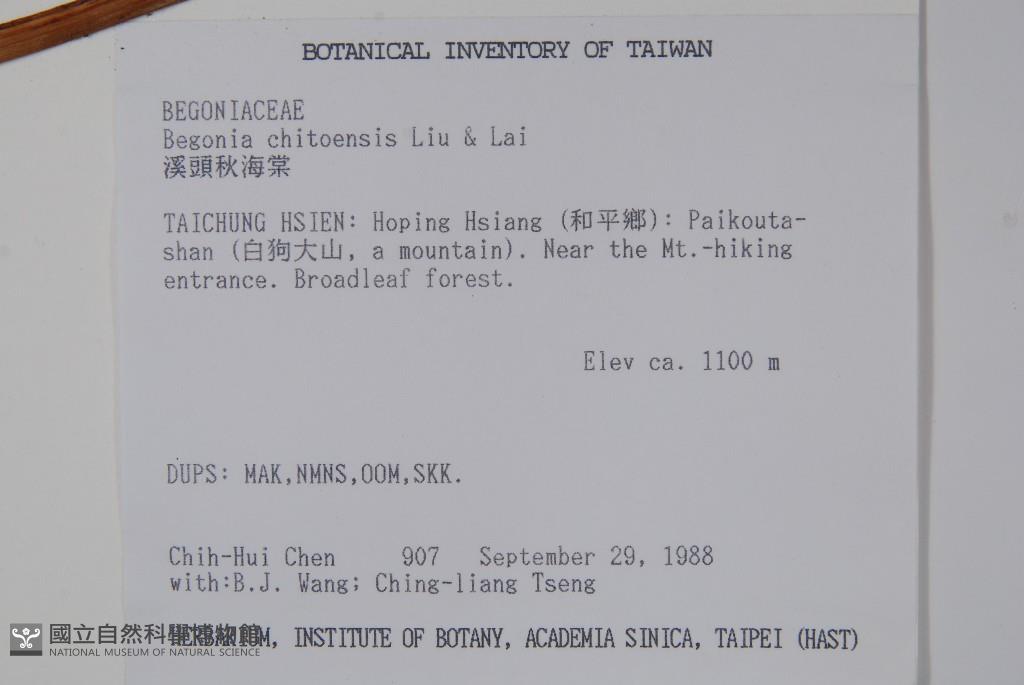 BOTANICAL INVENTORY OF TAIWAN
BEGONIACEAE
Begonia chitoensis Liu & Lai
溪頭秋海棠
TAICHUNG HSIEN: Hoping Hsiang (和平鄉): Paikouta-
shan (白狗大山, a mountain). Near the Mt.-hiking
entrance. Broadleaf forest.
Elev ca. 1100 m
DUPS: MAK,NMNS,OOM,SKK.
Chih-Hui Chen 907 September 29, 1988
with:B.J. Wang; Ching-liang Tseng
HERBARIUM, INSTITUTE OF BOTANY, ACADEMIA SINICA, TAIPEI (HAST)
國立自然科學博物館
NATIONAL MUSEUM OF NATURAL SCIENCE